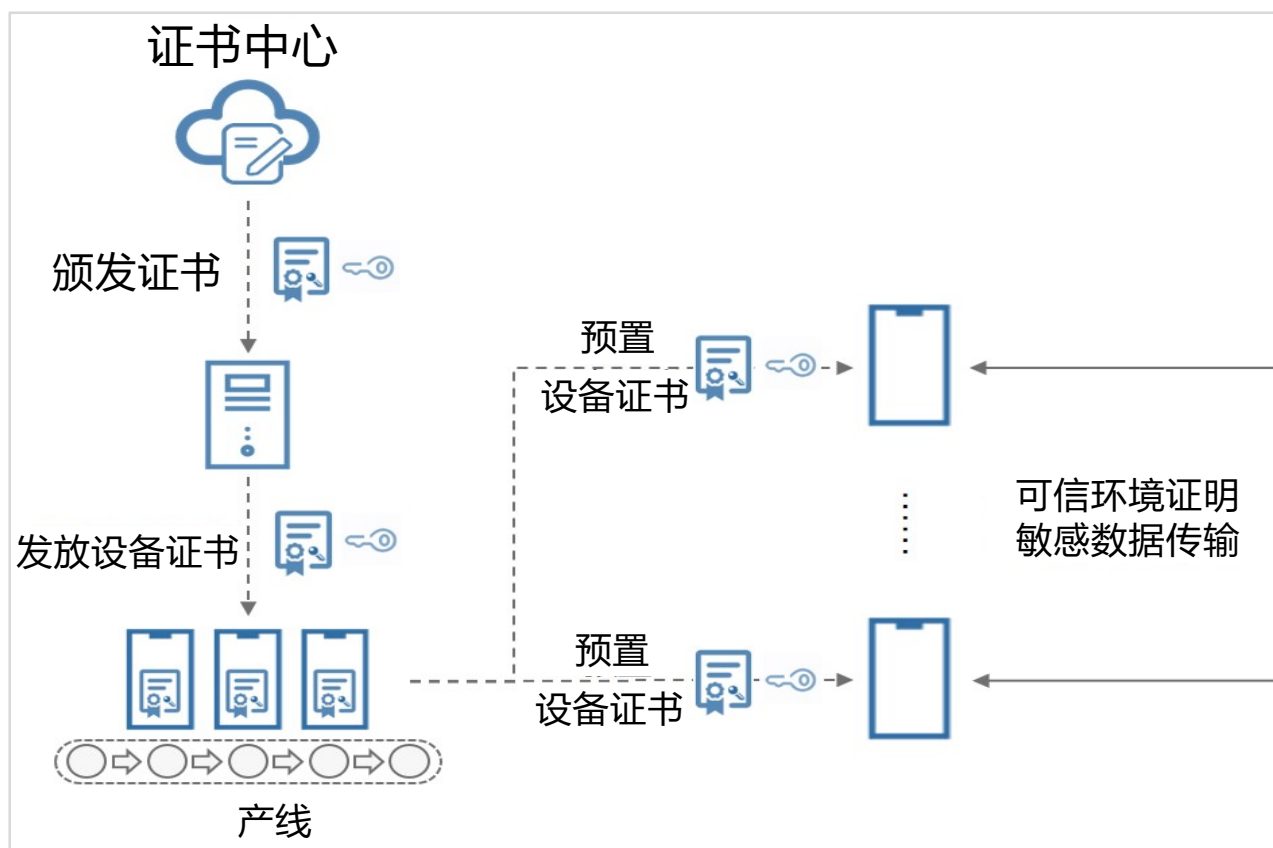 证书中心
颁发证书
发放设备证书
产线
预置
设备证书
预置
设备证书
可信环境证明
敏感数据传输